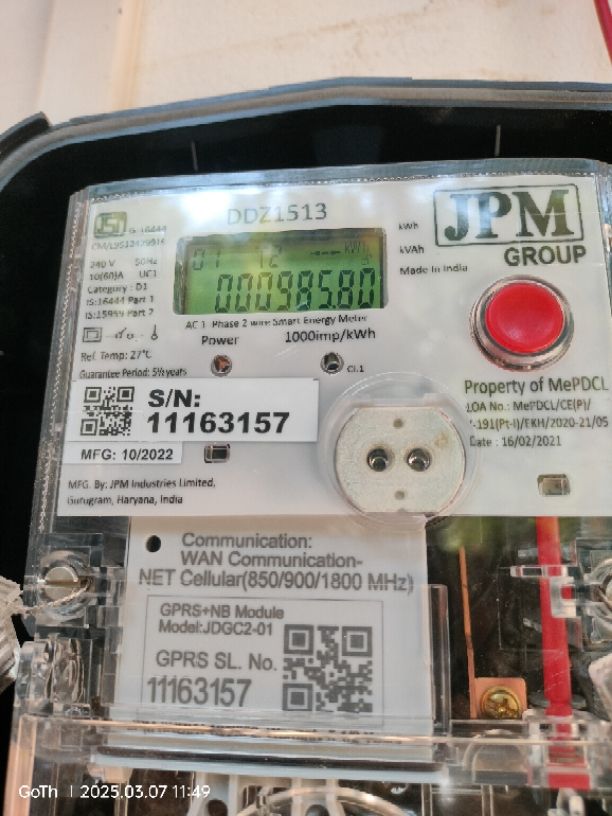 IS 16444
DDZ1513
JPM
GROUP
240 V 50Hz
10(60)A UC1
Category : D1
IS:16444 Part 1
IS:15959 Part 2
01 12 kWh
00098580
kWh
kVAh
Made in India
AC 1 Phase 2 wire Smart Energy Meter
Ref. Temp: 27°C
Power 1000imp/kWh
Cl.1
Guarantee Period: 5½ years
S/N:
11163157
MFG: 10/2022
Property of MePDCL
LOA No.: MePDCL/CE(P)/
-191(Pt-I)/EKH/2020-21/05
Date : 16/02/2021
MFG. By: JPM Industries Limited,
Gurugram, Haryana, India
Communication:
WAN Communication-
NET Cellular(850/900/1800 MHz)
GPRS+NB Module
Model:JDGC2-01
GPRS SL. No.
11163157
GoTh | 2025.03.07 11:49